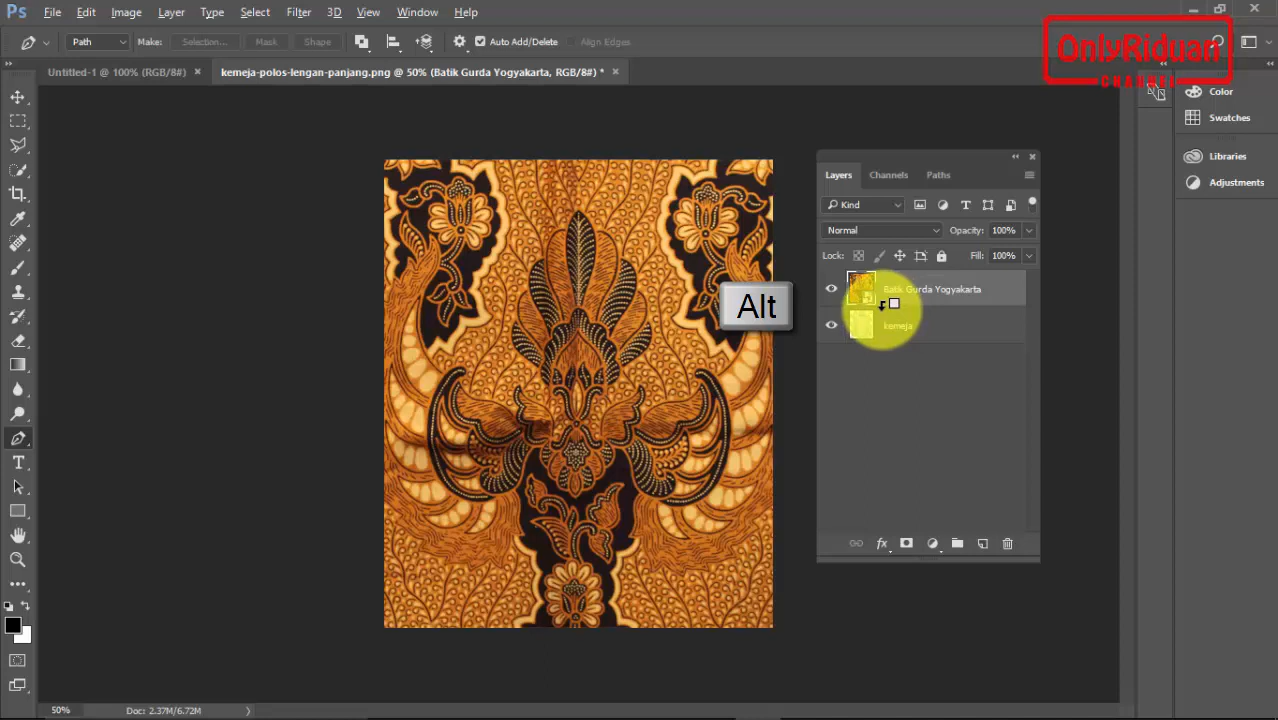 Ps File Edit Image Layer Type Select Filter 3D View Window Help
Path Make: Selection... Mask Shape Auto Add/Delete Align Edges
OnlyRiduan
CHANNEL
Untitled-1 @ 100% (RGB/8#) × kemeja-polos-lengan-panjang.png @ 50% (Batik Gurda Yogyakarta, RGB/8#) * ×
Color
Swatches
Libraries
Adjustments
Layers Channels Paths
Kind
Normal Opacity: 100%
Lock: Fill: 100%
Batik Gurda Yogyakarta
kemeja
Alt
fx
50% Doc: 2.37M/6.72M